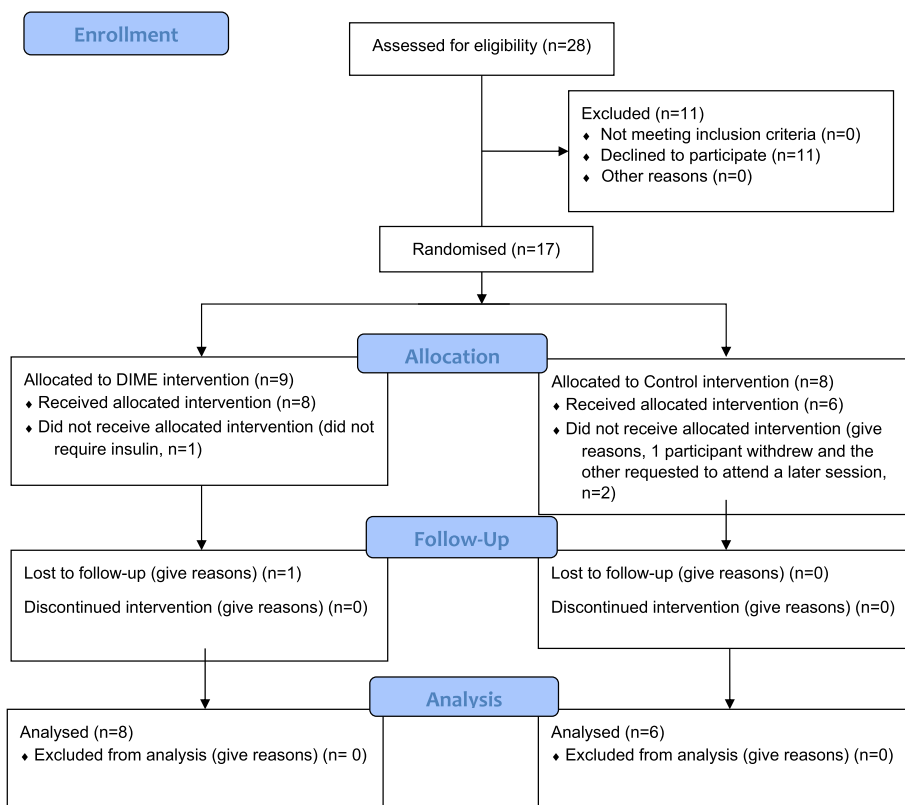 Enrollment
Assessed for eligibility (n=28)
Excluded (n=11)
♦ Not meeting inclusion criteria (n=0)
♦ Declined to participate (n=11)
♦ Other reasons (n=0)
Randomised (n=17)
Allocation
Allocated to DIME intervention (n=9)
♦ Received allocated intervention (n=8)
♦ Did not receive allocated intervention (did not
require insulin, n=1)
Allocated to Control intervention (n=8)
♦ Received allocated intervention (n=6)
♦ Did not receive allocated intervention (give
reasons, 1 participant withdrew and the
other requested to attend a later session,
n=2)
Follow-Up
Lost to follow-up (give reasons) (n=1)
Discontinued intervention (give reasons) (n=0)
Lost to follow-up (give reasons) (n=0)
Discontinued intervention (give reasons) (n=0)
Analysis
Analysed (n=8)
♦ Excluded from analysis (give reasons) (n= 0)
Analysed (n=6)
♦ Excluded from analysis (give reasons) (n=0)